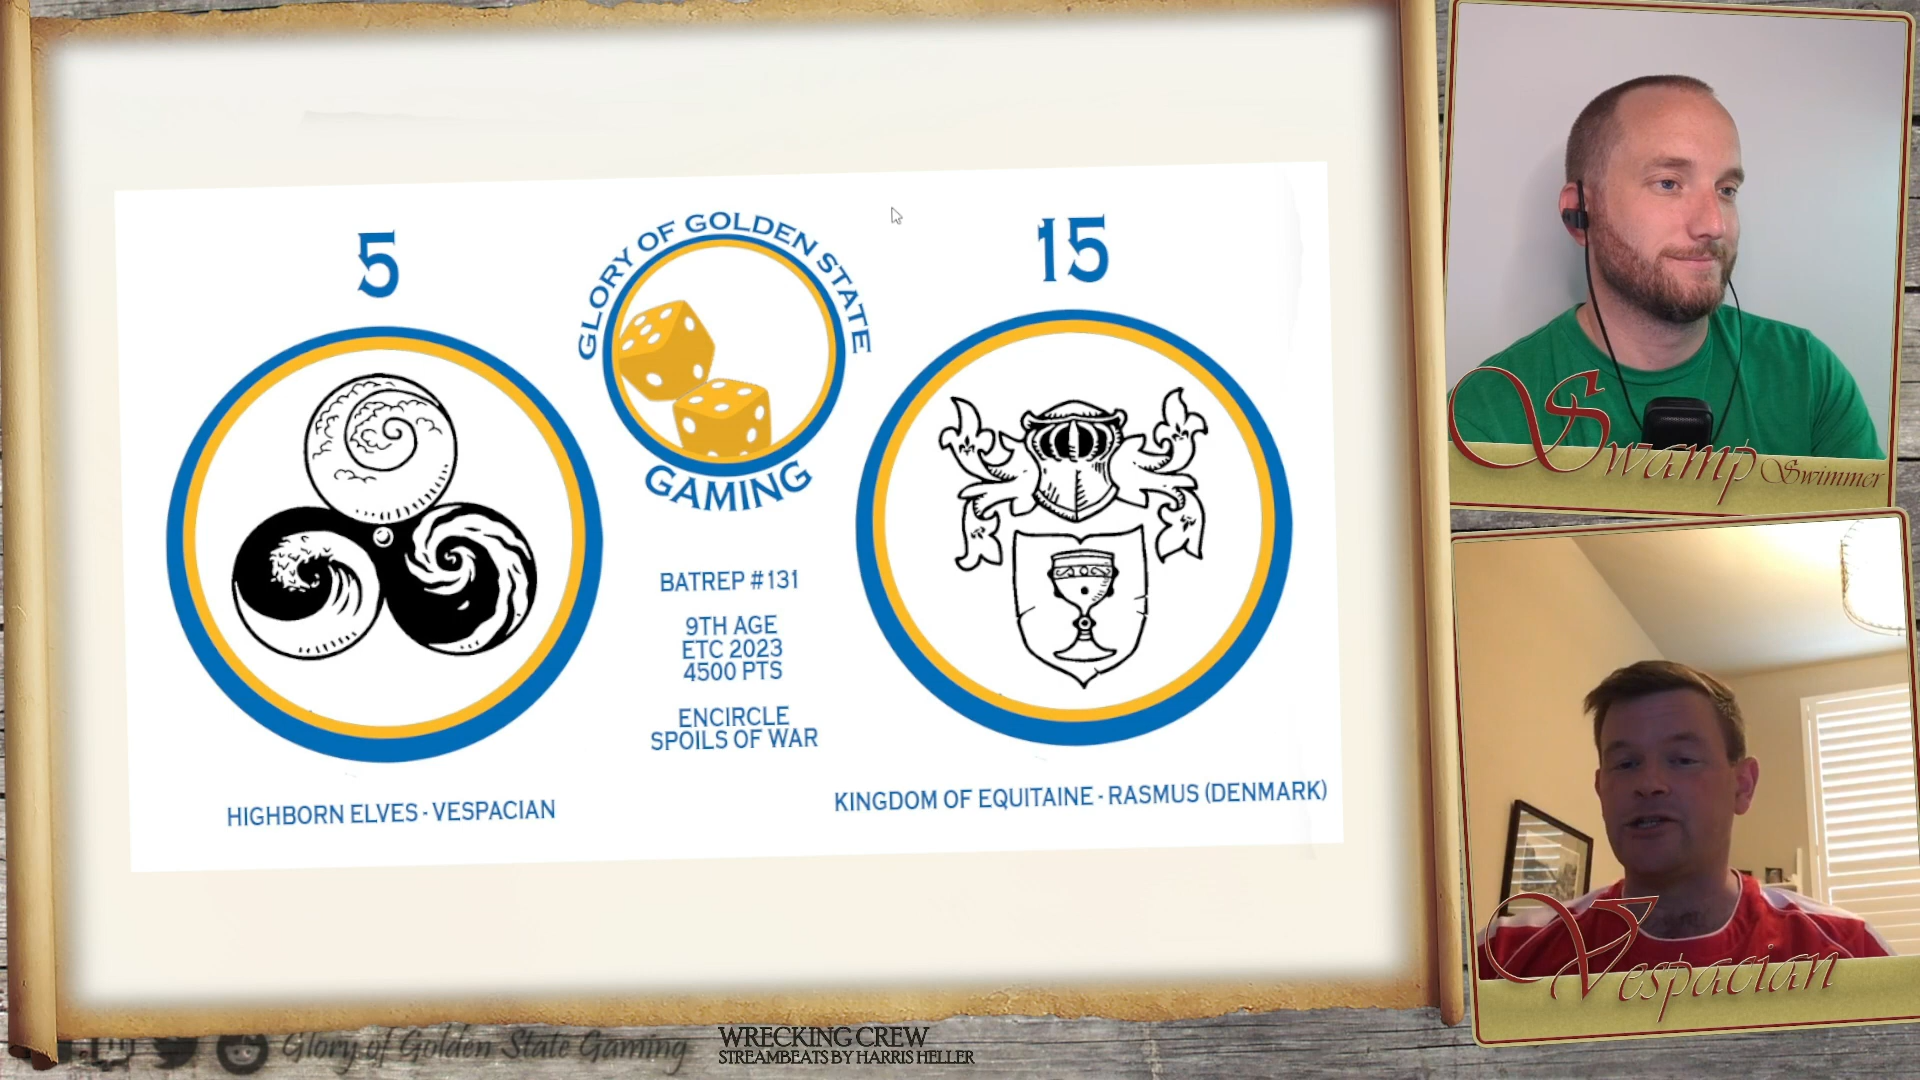 5
15
GLORY OF GOLDEN STATE
GAMING
BATREP #131
9TH AGE
ETC 2023
4500 PTS
ENCIRCLE
SPOILS OF WAR
HIGHBORN ELVES - VESPACIAN
KINGDOM OF EQUITAINE - RASMUS (DENMARK)
Swamp Swimmer
Vespacian
Glory of Golden State Gaming
WRECKING CREW
STREAMBEATS BY HARRIS HELLER